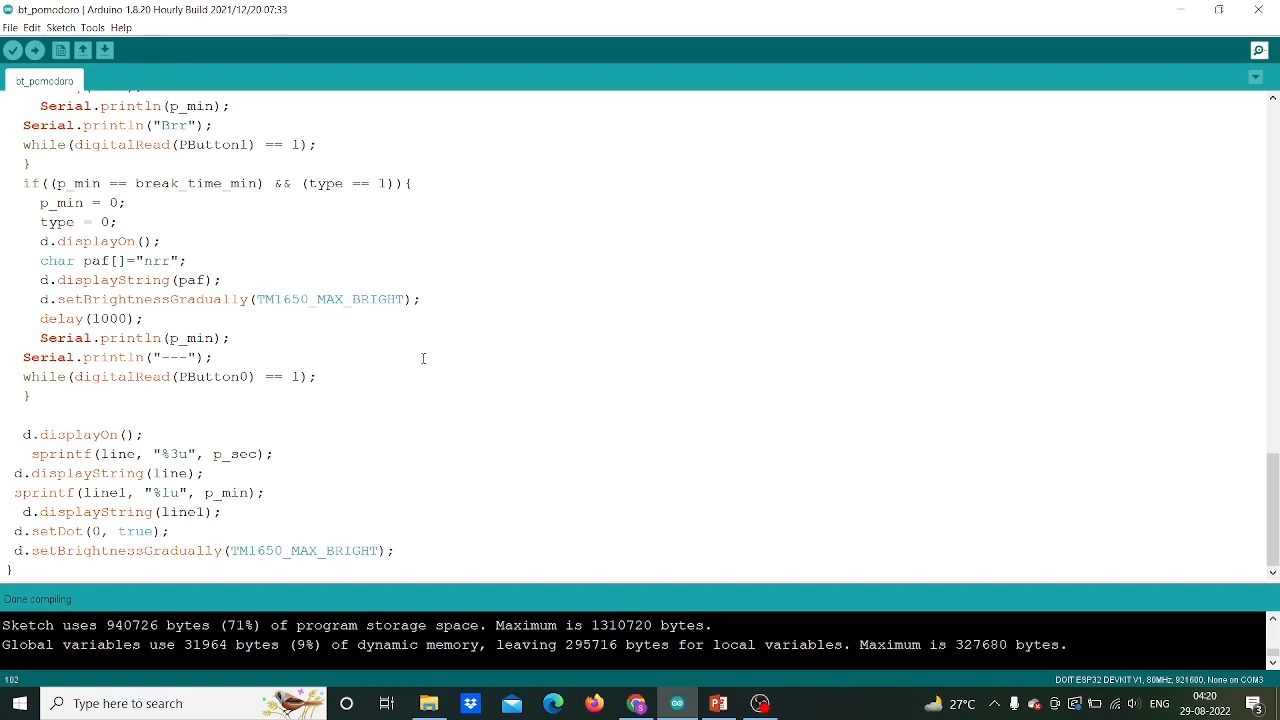 bt_pomodoro | Arduino 1.8.20 Hourly Build 2021/12/20 07:33
File Edit Sketch Tools Help
bt_pomodoro
Serial.println(p_min);
Serial.println("Brr");
while(digitalRead(PButton1) == 1);
}
if((p_min == break_time_min) && (type == 1)){
p_min = 0;
type = 0;
d.displayOn();
char paf[]="nrr";
d.displayString(paf);
d.setBrightnessGradually(TM1650_MAX_BRIGHT);
delay(1000);
Serial.println(p_min);
Serial.println("---");
while(digitalRead(PButton0) == 1);
}
d.displayOn();
sprintf(line, "%3u", p_sec);
d.displayString(line);
sprintf(line1, "%1u", p_min);
d.displayString(line1);
d.setDot(0, true);
d.setBrightnessGradually(TM1650_MAX_BRIGHT);
}
Done compiling.
Sketch uses 940726 bytes (71%) of program storage space. Maximum is 1310720 bytes.
Global variables use 31964 bytes (9%) of dynamic memory, leaving 295716 bytes for local variables. Maximum is 327680 bytes.
102
DOIT ESP32 DEVKIT V1, 80MHz, 921600, None on COM3
Type here to search
27°C
04:20
29-08-2022
3